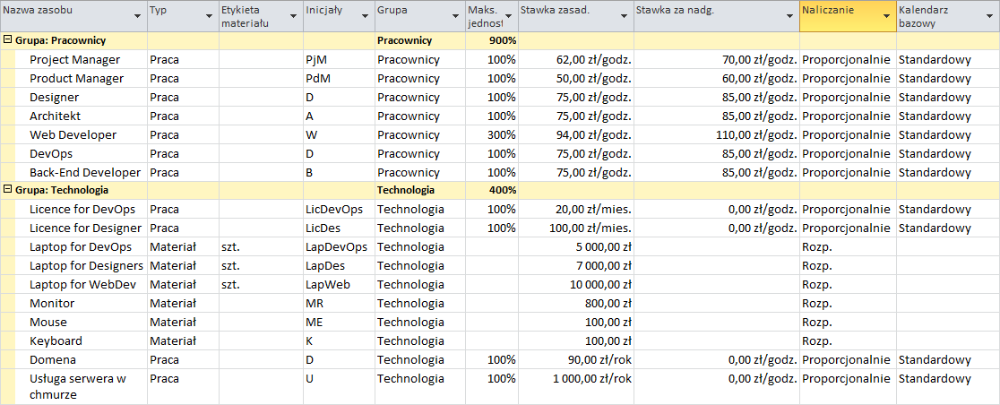 Nazwa zasobu Typ Etykieta materiału Inicjały Grupa Maks. jednost Stawka zasad. Stawka za nadg. Naliczanie Kalendarz bazowy
Grupa: Pracownicy Pracownicy 900%
Project Manager Praca PjM Pracownicy 100% 62,00 zł/godz. 70,00 zł/godz. Proporcjonalnie Standardowy
Product Manager Praca PdM Pracownicy 100% 50,00 zł/godz. 60,00 zł/godz. Proporcjonalnie Standardowy
Designer Praca D Pracownicy 100% 75,00 zł/godz. 85,00 zł/godz. Proporcjonalnie Standardowy
Architekt Praca A Pracownicy 100% 75,00 zł/godz. 85,00 zł/godz. Proporcjonalnie Standardowy
Web Developer Praca W Pracownicy 300% 94,00 zł/godz. 110,00 zł/godz. Proporcjonalnie Standardowy
DevOps Praca D Pracownicy 100% 75,00 zł/godz. 85,00 zł/godz. Proporcjonalnie Standardowy
Back-End Developer Praca B Pracownicy 100% 75,00 zł/godz. 85,00 zł/godz. Proporcjonalnie Standardowy
Grupa: Technologia Technologia 400%
Licence for DevOps Praca LicDevOps Technologia 100% 20,00 zł/mies. 0,00 zł/godz. Proporcjonalnie Standardowy
Licence for Designer Praca LicDes Technologia 100% 100,00 zł/mies. 0,00 zł/godz. Proporcjonalnie Standardowy
Laptop for DevOps Materiał szt. LapDevOps Technologia 5 000,00 zł Rozp.
Laptop for Designers Materiał szt. LapDes Technologia 7 000,00 zł Rozp.
Laptop for WebDev Materiał szt. LapWeb Technologia 10 000,00 zł Rozp.
Monitor Materiał MR Technologia 800,00 zł Rozp.
Mouse Materiał ME Technologia 100,00 zł Rozp.
Keyboard Materiał K Technologia 100,00 zł Rozp.
Domena Praca D Technologia 100% 90,00 zł/rok 0,00 zł/godz. Proporcjonalnie Standardowy
Usługa serwera w chmurze Praca U Technologia 100% 1 000,00 zł/rok 0,00 zł/godz. Proporcjonalnie Standardowy